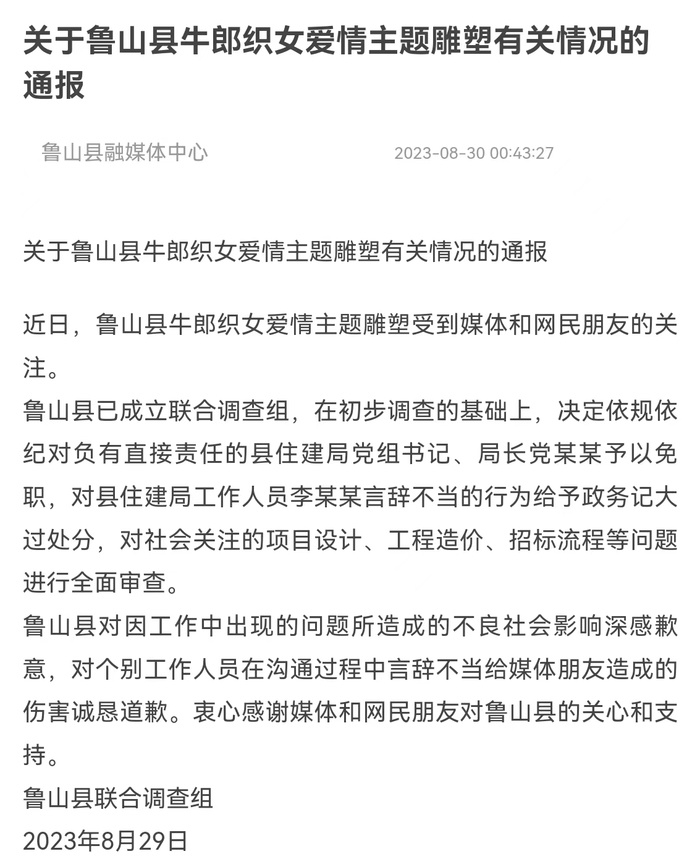 关于鲁山县牛郎织女爱情主题雕塑有关情况的
通报
鲁山县融媒体中心 2023-08-30 00:43:27
关于鲁山县牛郎织女爱情主题雕塑有关情况的通报
近日，鲁山县牛郎织女爱情主题雕塑受到媒体和网民朋友的关
注。
鲁山县已成立联合调查组，在初步调查的基础上，决定依规依
纪对负有直接责任的县住建局党组书记、局长党某某予以免
职，对县住建局工作人员李某某言辞不当的行为给予政务记大
过处分，对社会关注的项目设计、工程造价、招标流程等问题
进行全面审查。
鲁山县对因工作中出现的问题所造成的不良社会影响深感歉
意，对个别工作人员在沟通过程中言辞不当给媒体朋友造成的
伤害诚恳道歉。衷心感谢媒体和网民朋友对鲁山县的关心和支
持。
鲁山县联合调查组
2023年8月29日